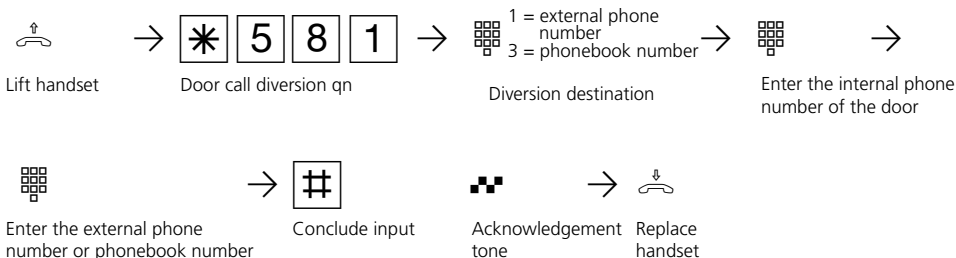 * 5 8 1
1 = external phone
number
3 = phonebook number
Lift handset
Door call diversion qn
Diversion destination
Enter the internal phone
number of the door
#
Enter the external phone
number or phonebook number
Conclude input
Acknowledgement
tone
Replace
handset